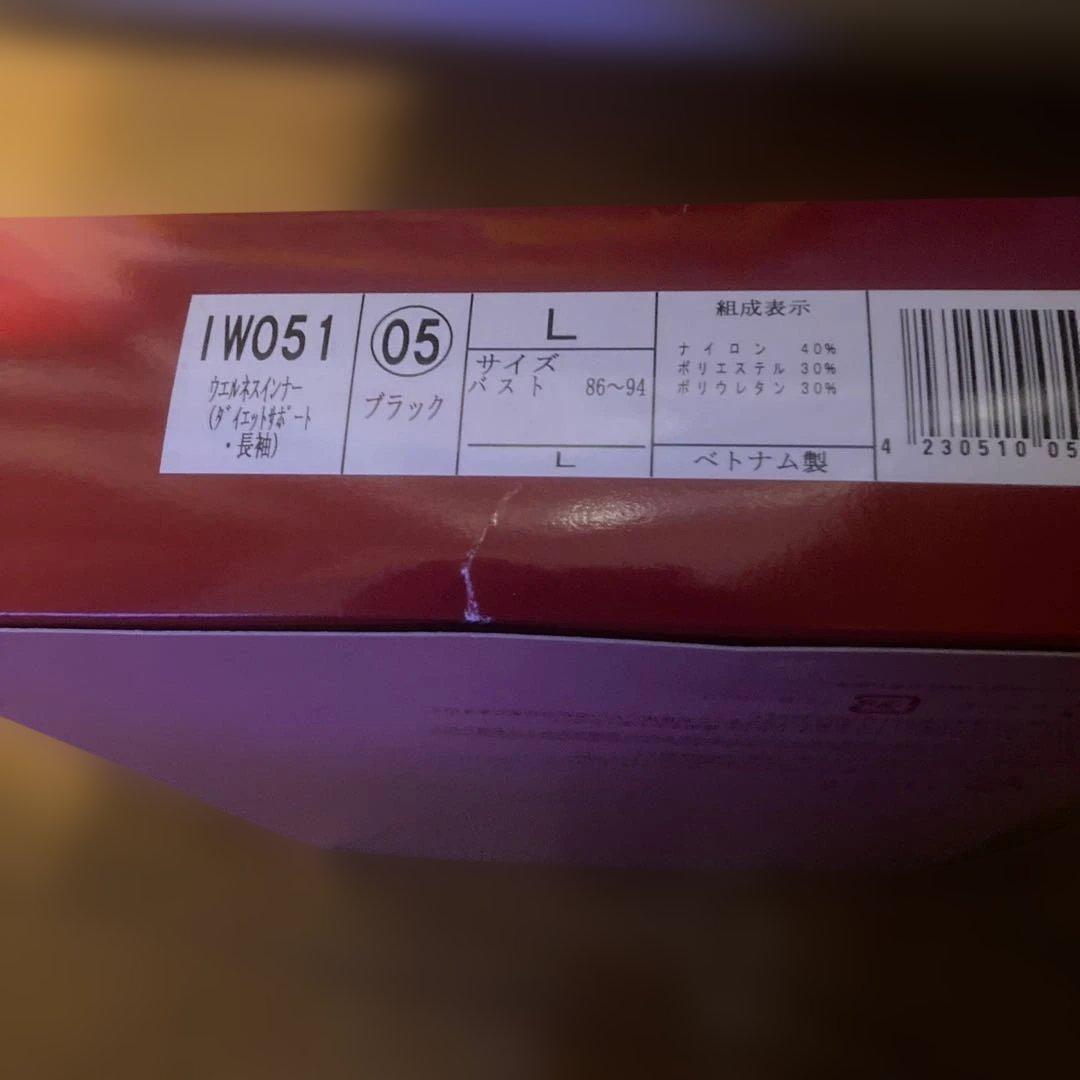 IW051
ウエルネスインナー
(ダイエットサポート
・長袖)
05
ブラック
L
サイズ
バスト 86〜94
L
組成表示
ナイロン 40%
ポリエステル 30%
ポリウレタン 30%
ベトナム製
4 230510 05